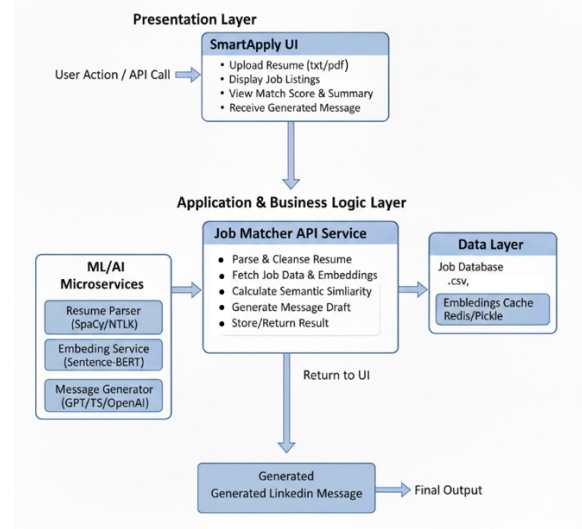 Presentation Layer
SmartApply UI
• Upload Resume (txt/pdf)
• Display Job Listings
• View Match Score & Summary
• Receive Generated Message
User Action / API Call
Application & Business Logic Layer
Job Matcher API Service
• Parse & Cleanse Resume
• Fetch Job Data & Embeddings
• Calculate Semantic Simliarity
• Generate Message Draft
• Store/Return Result
ML/AI
Microservices
Resume Parser
(SpaCy/NTLK)
Embeding Service
(Sentence-BERT)
Message Generator
(GPT/TS/OpenAI)
Data Layer
Job Database
.csv,
Embledings Cache
Redis/Pickle
Return to UI
Generated
Generated Linkedin Message
Final Output